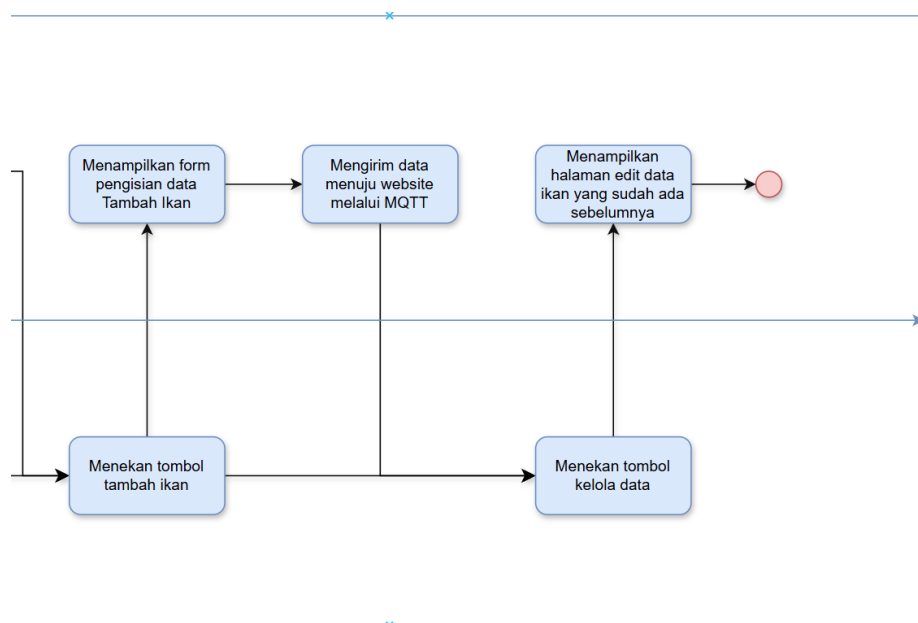 Menampilkan form
pengisian data
Tambah Ikan
Mengirim data
menuju website
melalui MQTT
Menampilkan
halaman edit data
ikan yang sudah ada
sebelumnya
Menekan tombol
tambah ikan
Menekan tombol
kelola data